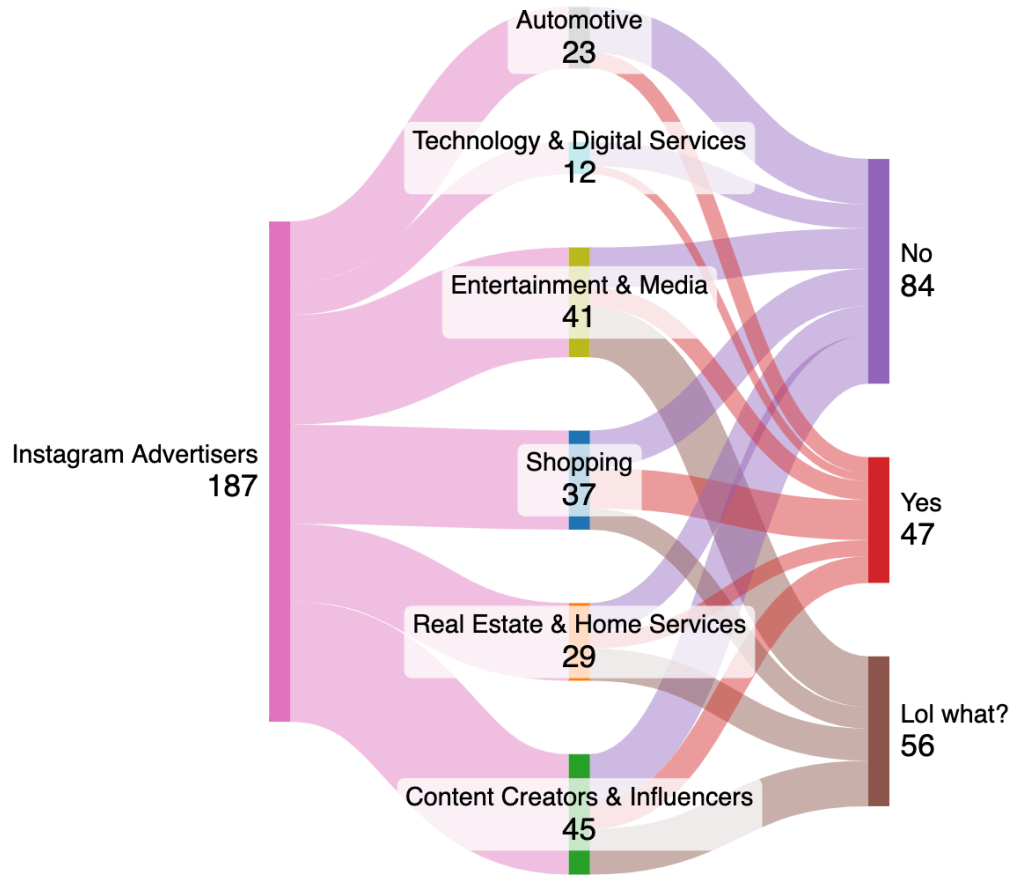 Automotive
23
Technology & Digital Services
12
Entertainment & Media
41
No
84
Instagram Advertisers
187
Shopping
37
Yes
47
Real Estate & Home Services
29
Lol what?
56
Content Creators & Influencers
45